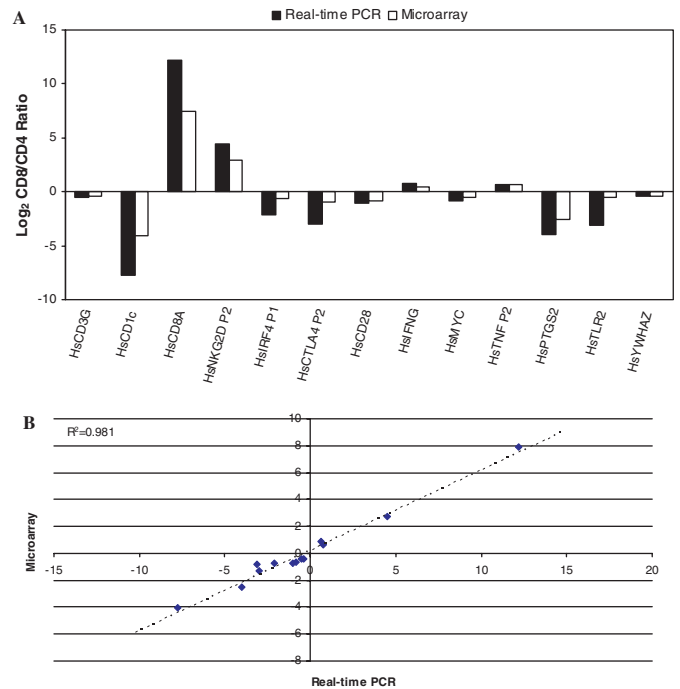 A
Real-time PCR
Microarray
Log2 CD8/CD4 Ratio
15
10
5
0
-5
-10
HsCD3G
HsCD1c
HsCD8A
HsNKG2D P2
HsIRF4 P1
HsCTLA4 P2
HsCD28
HsIFNG
HsMYC
HsTNF P2
HsPTGS2
HsTLR2
HsYWHAZ
B
R2=0.981
Microarray
10
8
6
4
2
0
-15
-10
-5
0
5
10
15
20
2
-4
-6
-8
Real-time PCR